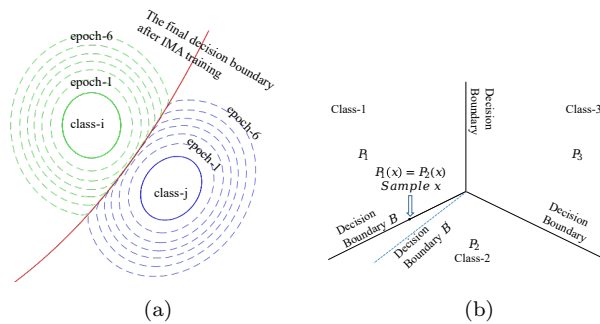 epoch-6
epoch-1
class-i
The final decision boundary
after IMA training
epoch-6
epoch-1
class-j
(a)
Class-1
Class-3
Decision
Boundary
P1
P3
P1(x) = P2(x)
Sample x
Decision
Boundary B
Decision
Boundary B
Decision
Boundary
P2
Class-2
(b)